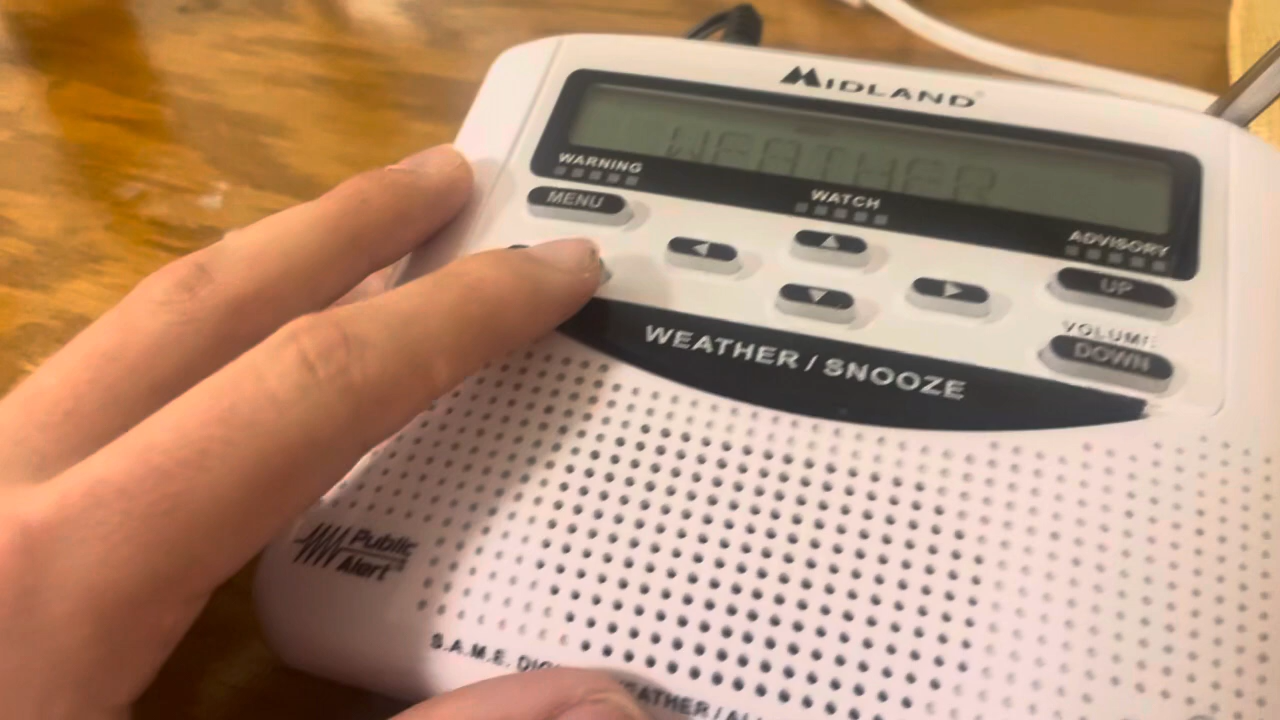 MIDLAND
WEATHER
WARNING
WATCH
ADVISORY
MENU
UP
VOLUME
DOWN
WEATHER / SNOOZE
Public
Alert
S.A.M.E.